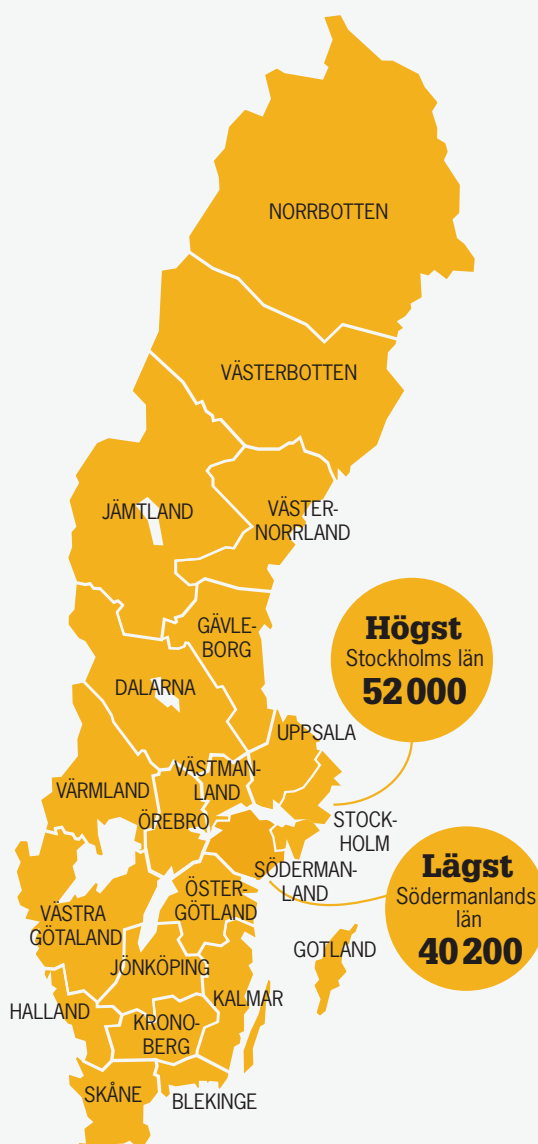 NORRBOTTEN
VÄSTERBOTTEN
JÄMTLAND
VÄSTER-
NORRLAND
GÄVLE-
BORG
Högst
Stockholms län
52 000
DALARNA
UPPSALA
VÄSTMAN-
LAND
VÄRMLAND
ÖREBRO
STOCK-
HOLM
SÖDERMAN-
LAND
Lägst
Södermanlands
län
40 200
ÖSTER-
GÖTLAND
VÄSTRA
GÖTALAND
GOTLAND
JÖNKÖPING
KALMAR
HALLAND
KRONO-
BERG
SKÅNE
BLEKINGE